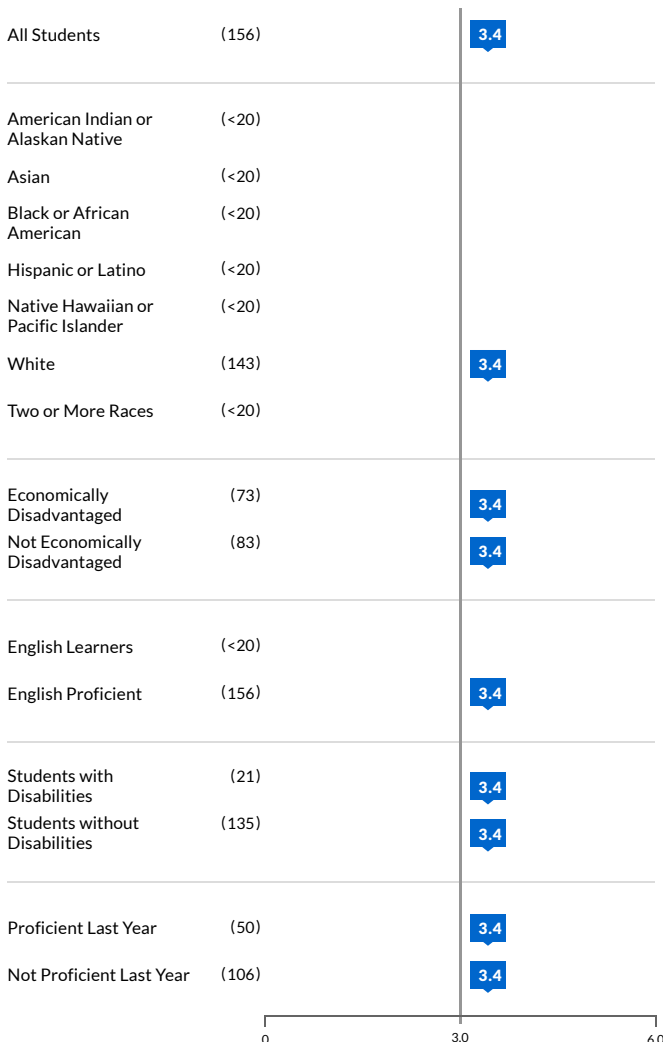 All Students (156) 3.4
American Indian or (<20)
Alaskan Native
Asian (<20)
Black or African (<20)
American
Hispanic or Latino (<20)
Native Hawaiian or (<20)
Pacific Islander
White (143) 3.4
Two or More Races (<20)
Economically (73)
Disadvantaged 3.4
Not Economically (83)
Disadvantaged 3.4
English Learners (<20)
English Proficient (156) 3.4
Students with (21)
Disabilities 3.4
Students without (135)
Disabilities 3.4
Proficient Last Year (50) 3.4
Not Proficient Last Year (106) 3.4
0 3.0 6.0